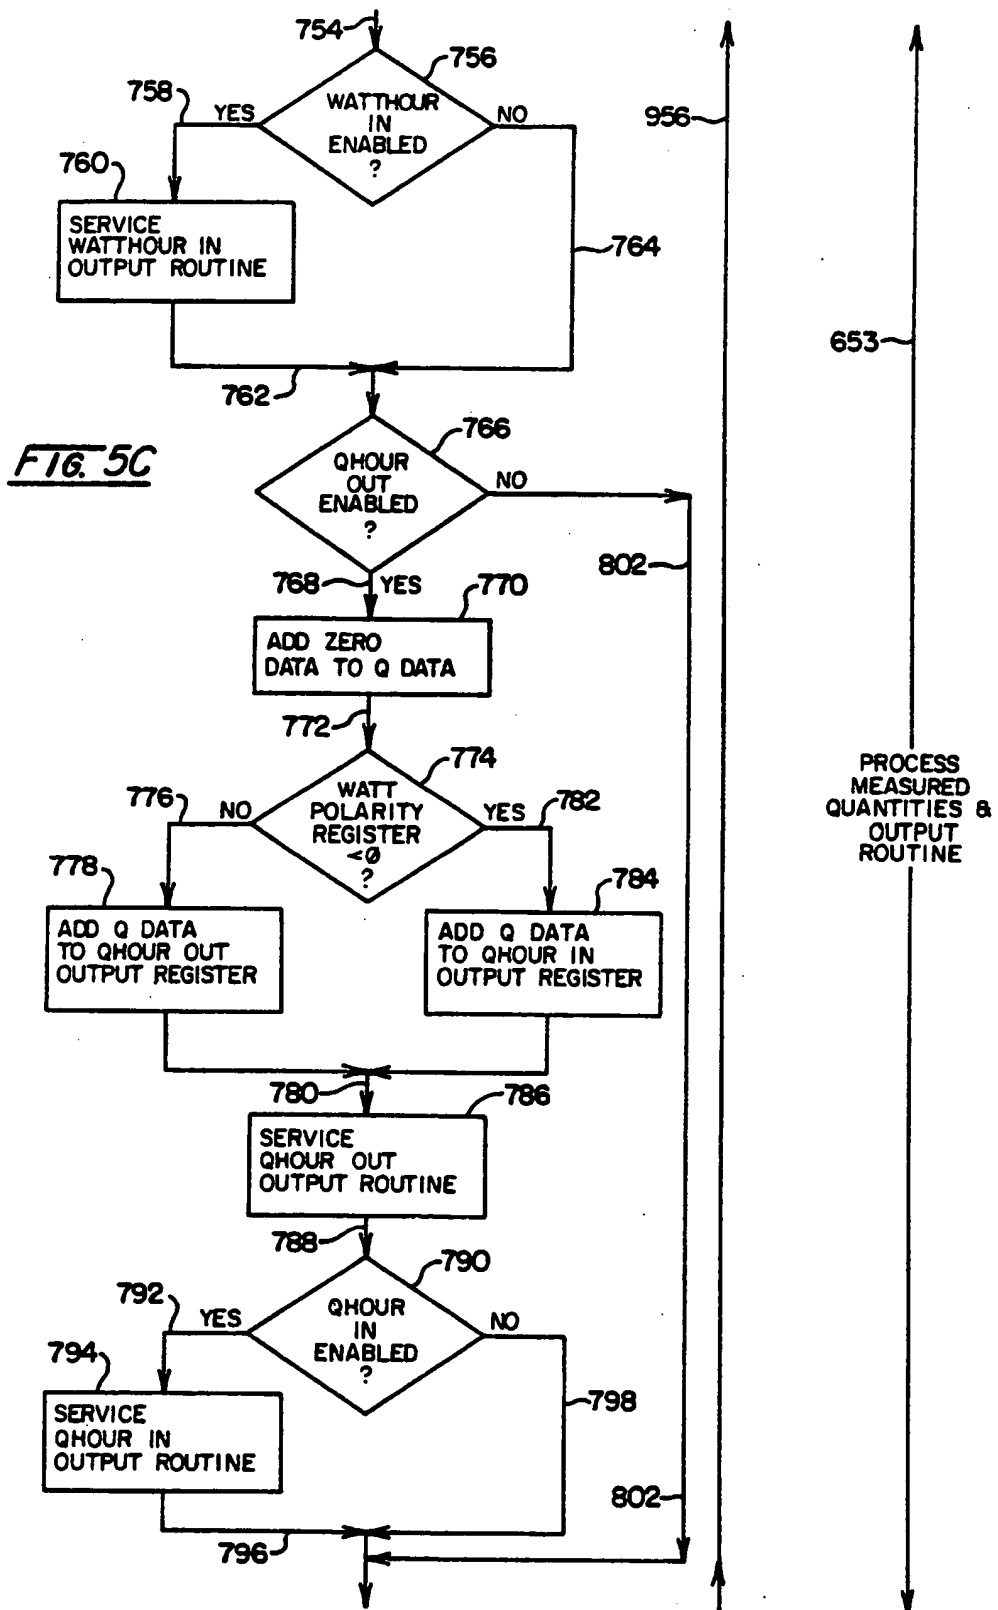 754
756
758
YES
WATTHOUR
IN
ENABLED
?
NO
956
760
SERVICE
WATTHOUR IN
OUTPUT ROUTINE
764
653
762
FIG. 5C
766
QHOUR
OUT
ENABLED
?
NO
802
768
YES
770
ADD ZERO
DATA TO Q DATA
772
774
776
NO
WATT
POLARITY
REGISTER
<Ø
?
YES
782
PROCESS
MEASURED
QUANTITIES &
OUTPUT
ROUTINE
778
ADD Q DATA
TO QHOUR OUT
OUTPUT REGISTER
784
ADD Q DATA
TO QHOUR IN
OUTPUT REGISTER
780
786
SERVICE
QHOUR OUT
OUTPUT ROUTINE
788
790
792
YES
QHOUR
IN
ENABLED
?
NO
794
SERVICE
QHOUR IN
OUTPUT ROUTINE
798
802
796